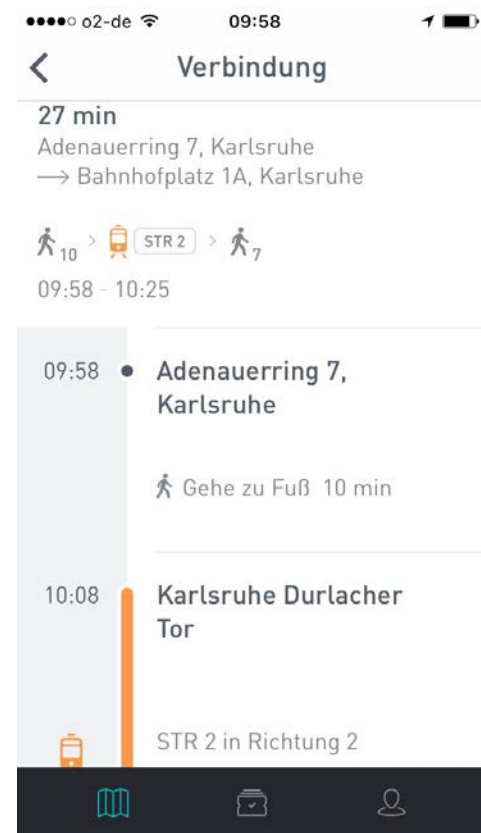 o2-de 09:58
Verbindung
27 min
Adenauerring 7, Karlsruhe
→ Bahnhofplatz 1A, Karlsruhe
10 > STR 2 > 7
09:58 - 10:25
09:58 Adenauerring 7,
Karlsruhe
Gehe zu Fuß 10 min
10:08 Karlsruhe Durlacher
Tor
STR 2 in Richtung 2